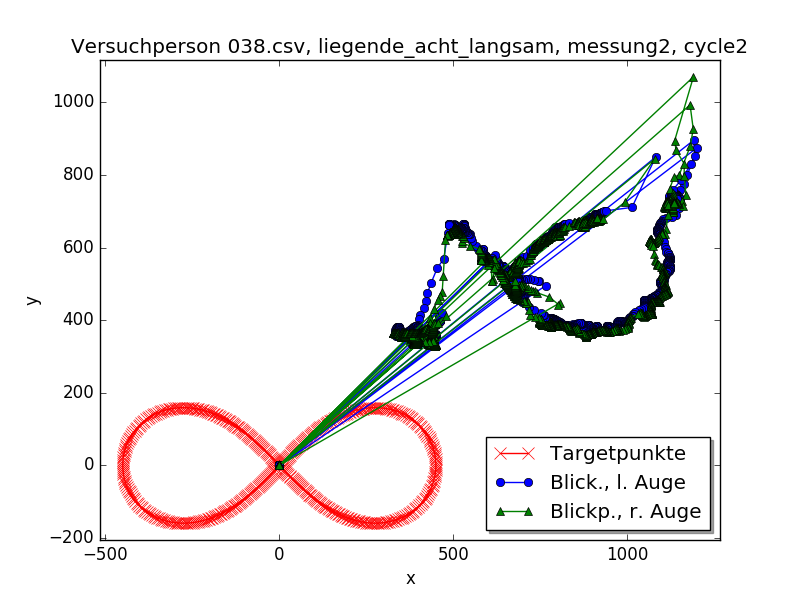 Versuchperson 038.csv, liegende_acht_langsam, messung2, cycle2
1000
800
600
400
200
0
−200
y
−500
0
500
1000
x
Targetpunkte
Blick., l. Auge
Blickp., r. Auge